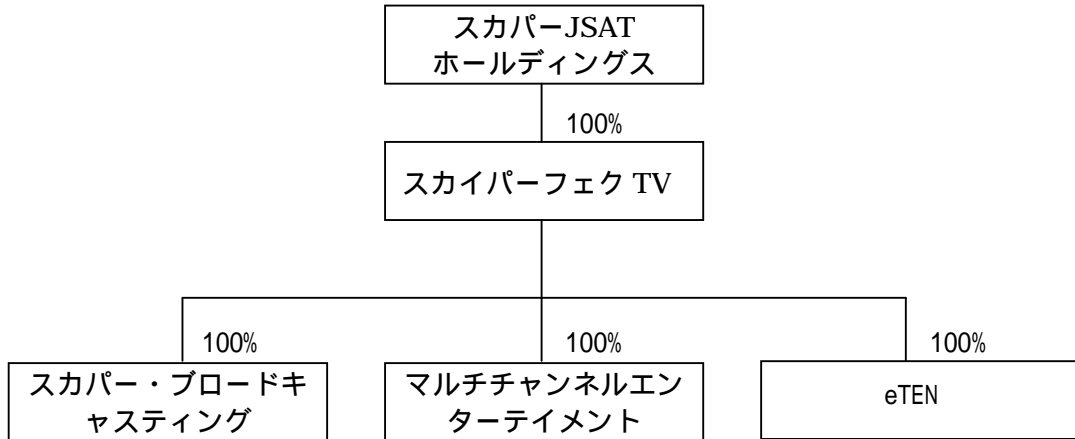 スカパーJSAT
ホールディングス
100%
スカイパーフェク TV
100%
100%
100%
スカパー・ブロードキ
ャスティング
マルチチャンネルエン
ターテイメント
eTEN